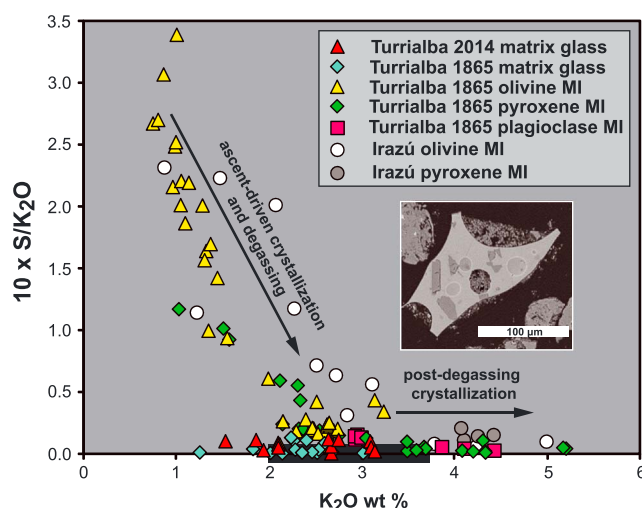 10 x S/K2O
3.5
3.0
2.5
2.0
1.5
1.0
0.5
0.0
Turrialba 2014 matrix glass
Turrialba 1865 matrix glass
Turrialba 1865 olivine MI
Turrialba 1865 pyroxene MI
Turrialba 1865 plagioclase MI
Irazú olivine MI
Irazú pyroxene MI
ascent-driven crystallization
and degassing
100 µm
post-degassing
crystallization
0 1 2 3 4 5 6
K2O wt %